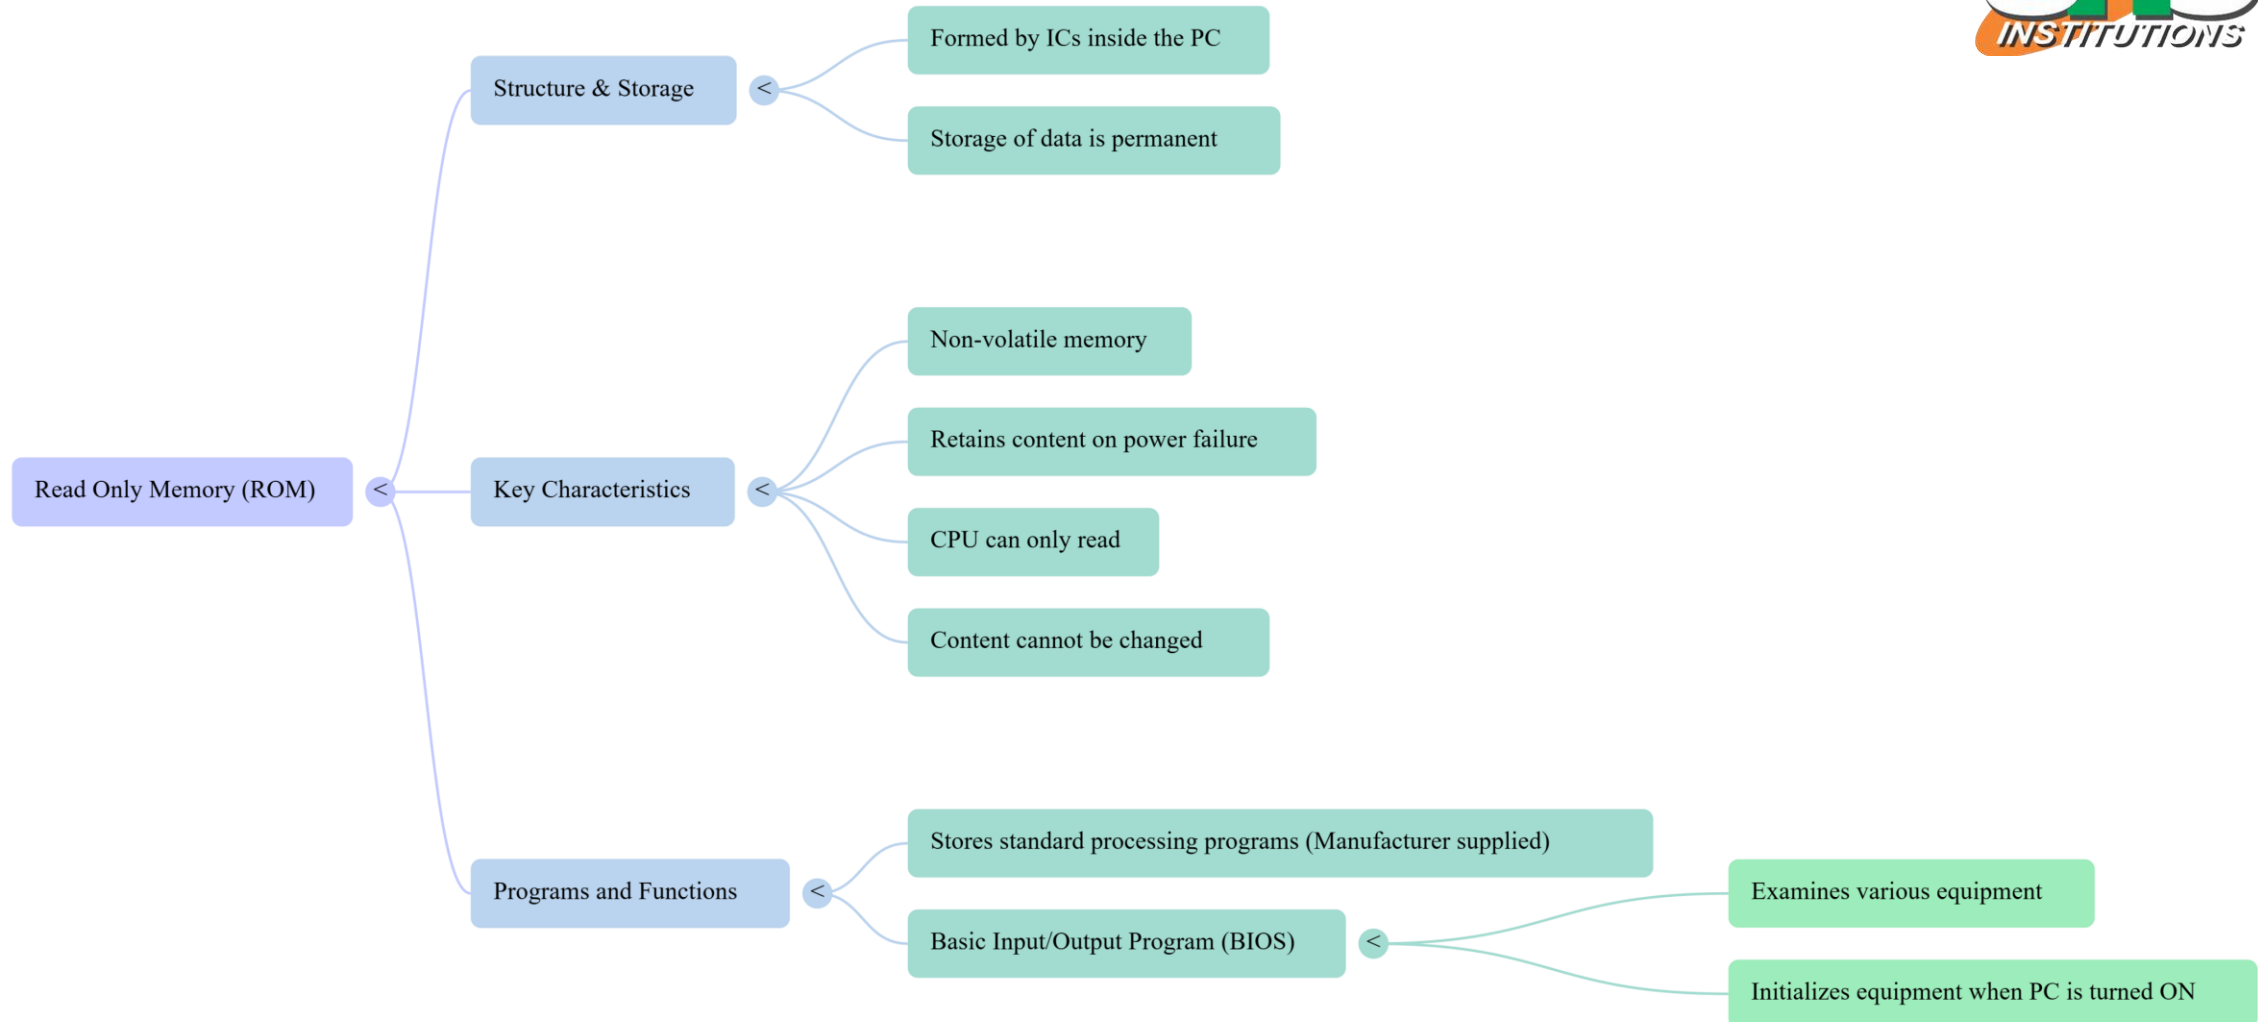 INSTITUTIONS
Read Only Memory (ROM)
<
Structure & Storage
<
Formed by ICs inside the PC
Storage of data is permanent
Key Characteristics
<
Non-volatile memory
Retains content on power failure
CPU can only read
Content cannot be changed
Programs and Functions
<
Stores standard processing programs (Manufacturer supplied)
Basic Input/Output Program (BIOS)
<
Examines various equipment
Initializes equipment when PC is turned ON